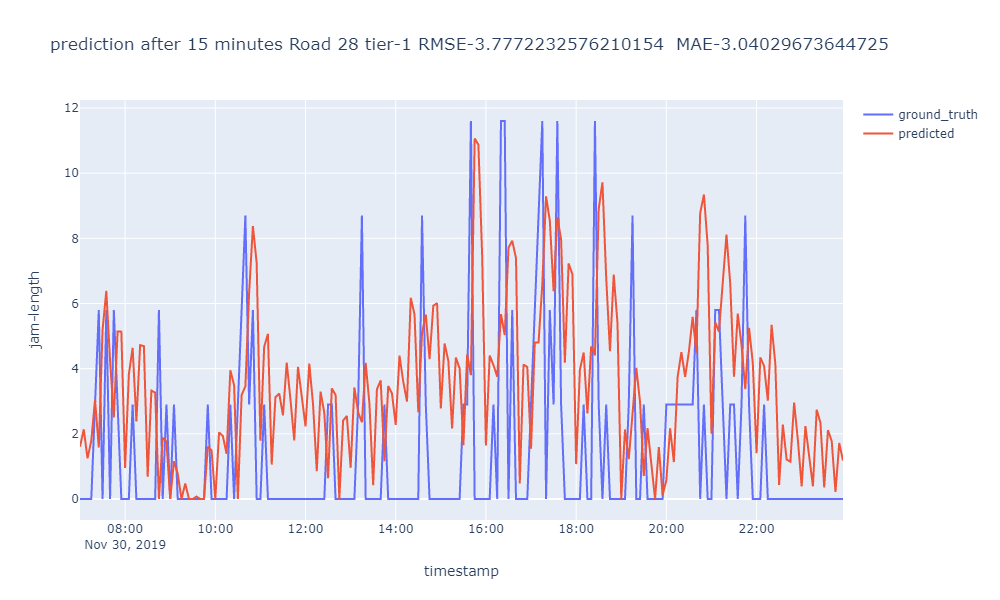 prediction after 15 minutes Road 28 tier-1 RMSE-3.7772232576210154  MAE-3.04029673644725
ground_truth
predicted
jam-length
12
10
8
6
4
2
0
08:00 10:00 12:00 14:00 16:00 18:00 20:00 22:00
Nov 30, 2019
timestamp